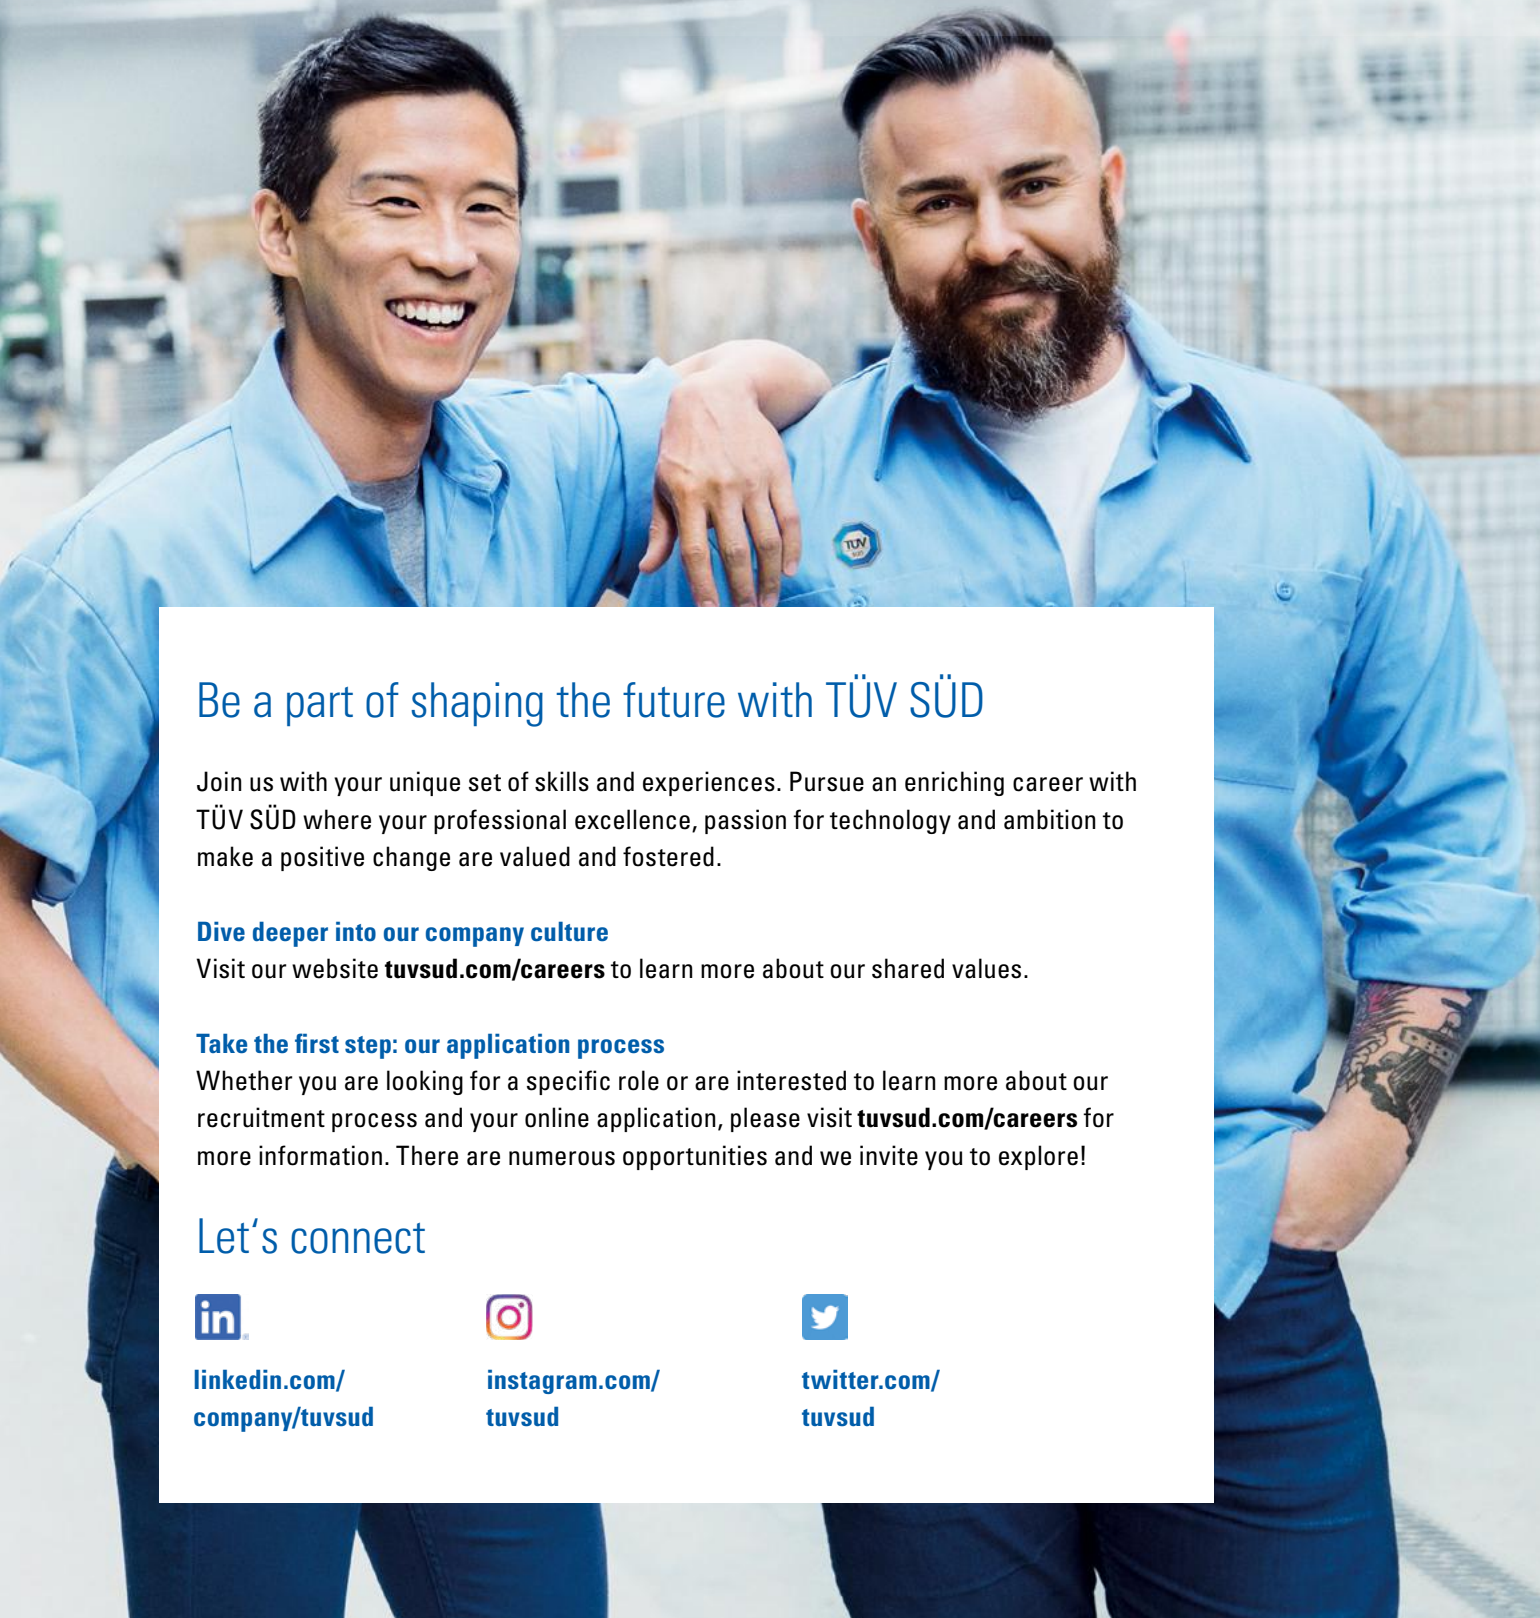 TÜV
SÜD
Be a part of shaping the future with TÜV SÜD
Join us with your unique set of skills and experiences. Pursue an enriching career with
TÜV SÜD where your professional excellence, passion for technology and ambition to
make a positive change are valued and fostered.
Dive deeper into our company culture
Visit our website tuvsud.com/careers to learn more about our shared values.
Take the first step: our application process
Whether you are looking for a specific role or are interested to learn more about our
recruitment process and your online application, please visit tuvsud.com/careers for
more information. There are numerous opportunities and we invite you to explore!
Let‘s connect
in
linkedin.com/
company/tuvsud
instagram.com/
tuvsud
twitter.com/
tuvsud